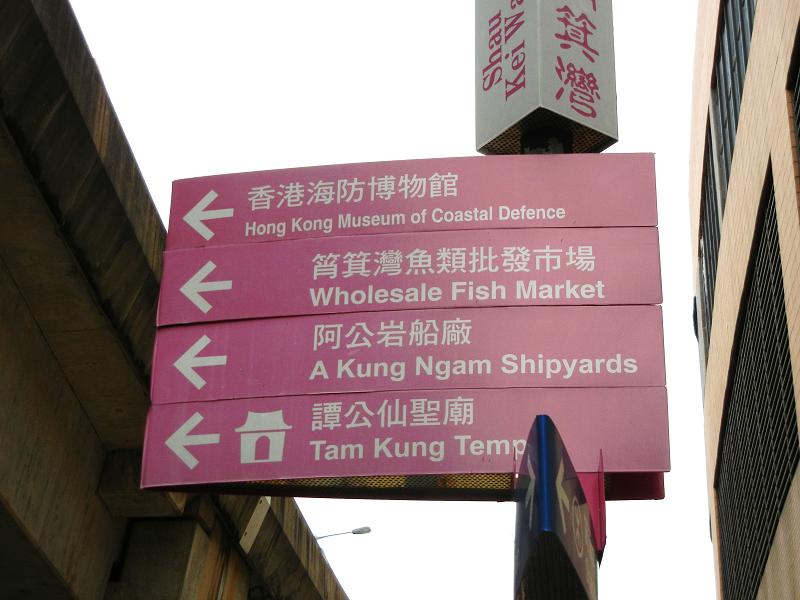 Shau
Kei Wa
箕灣
香港海防博物館
Hong Kong Museum of Coastal Defence
筲箕灣魚類批發市場
Wholesale Fish Market
阿公岩船廠
A Kung Ngam Shipyards
譚公仙聖廟
Tam Kung Temp